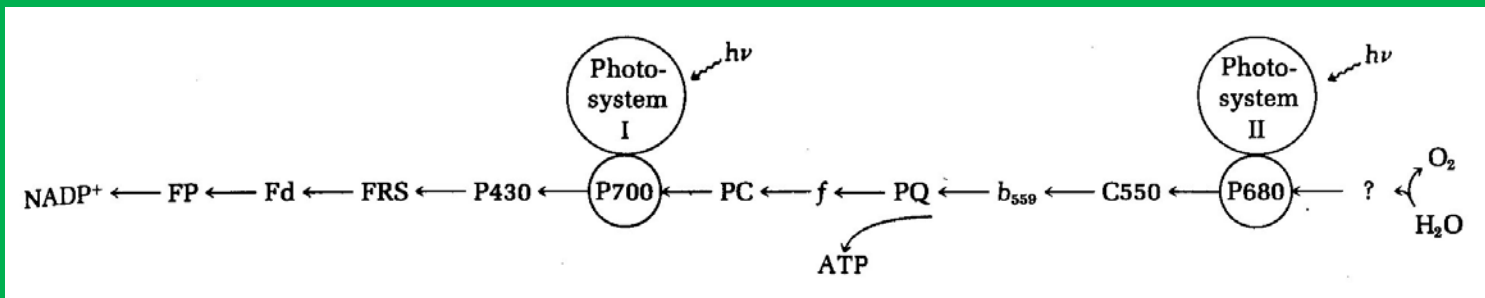 Photo-
system
I
hν
Photo-
system
II
hν
NADP⁺ ← FP ← Fd ← FRS ← P430 ← P700 ← PC ← f ← PQ ← b₅₅₉ ← C550 ← P680 ← ?
O₂
H₂O
ATP